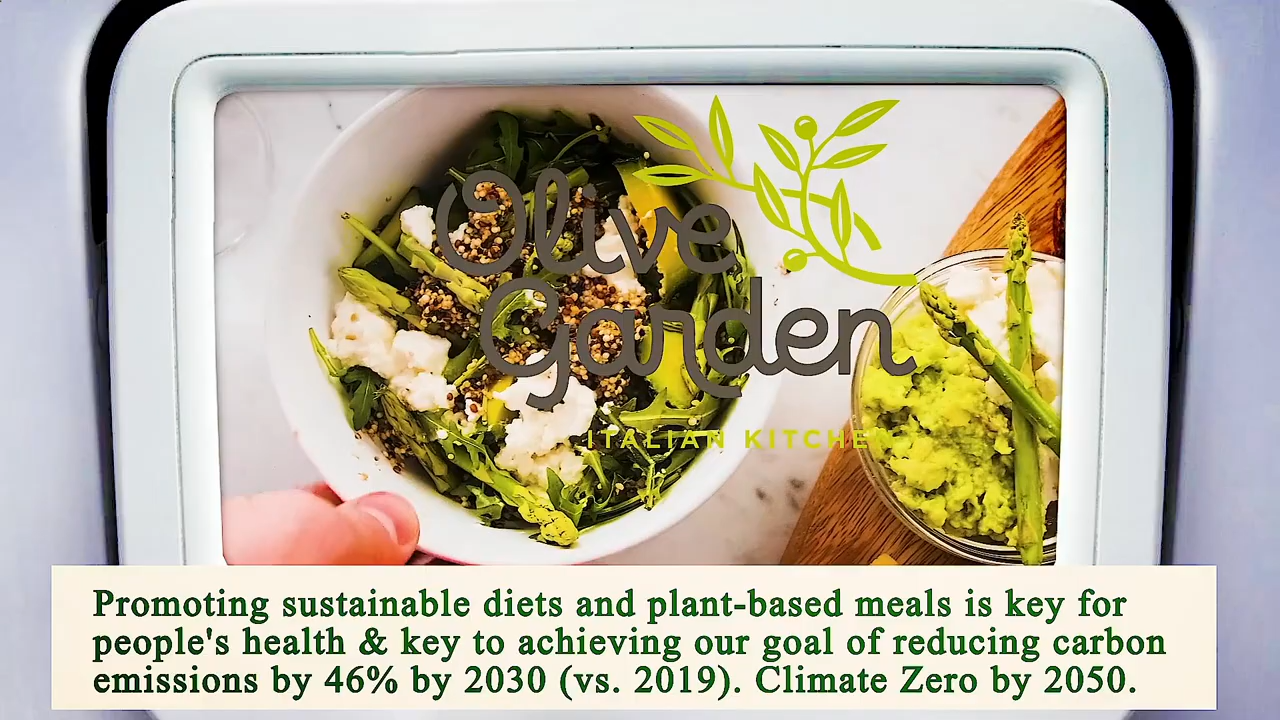 Olive
Garden
ITALIAN KITCHEN
Promoting sustainable diets and plant-based meals is key for
people's health & key to achieving our goal of reducing carbon
emissions by 46% by 2030 (vs. 2019). Climate Zero by 2050.